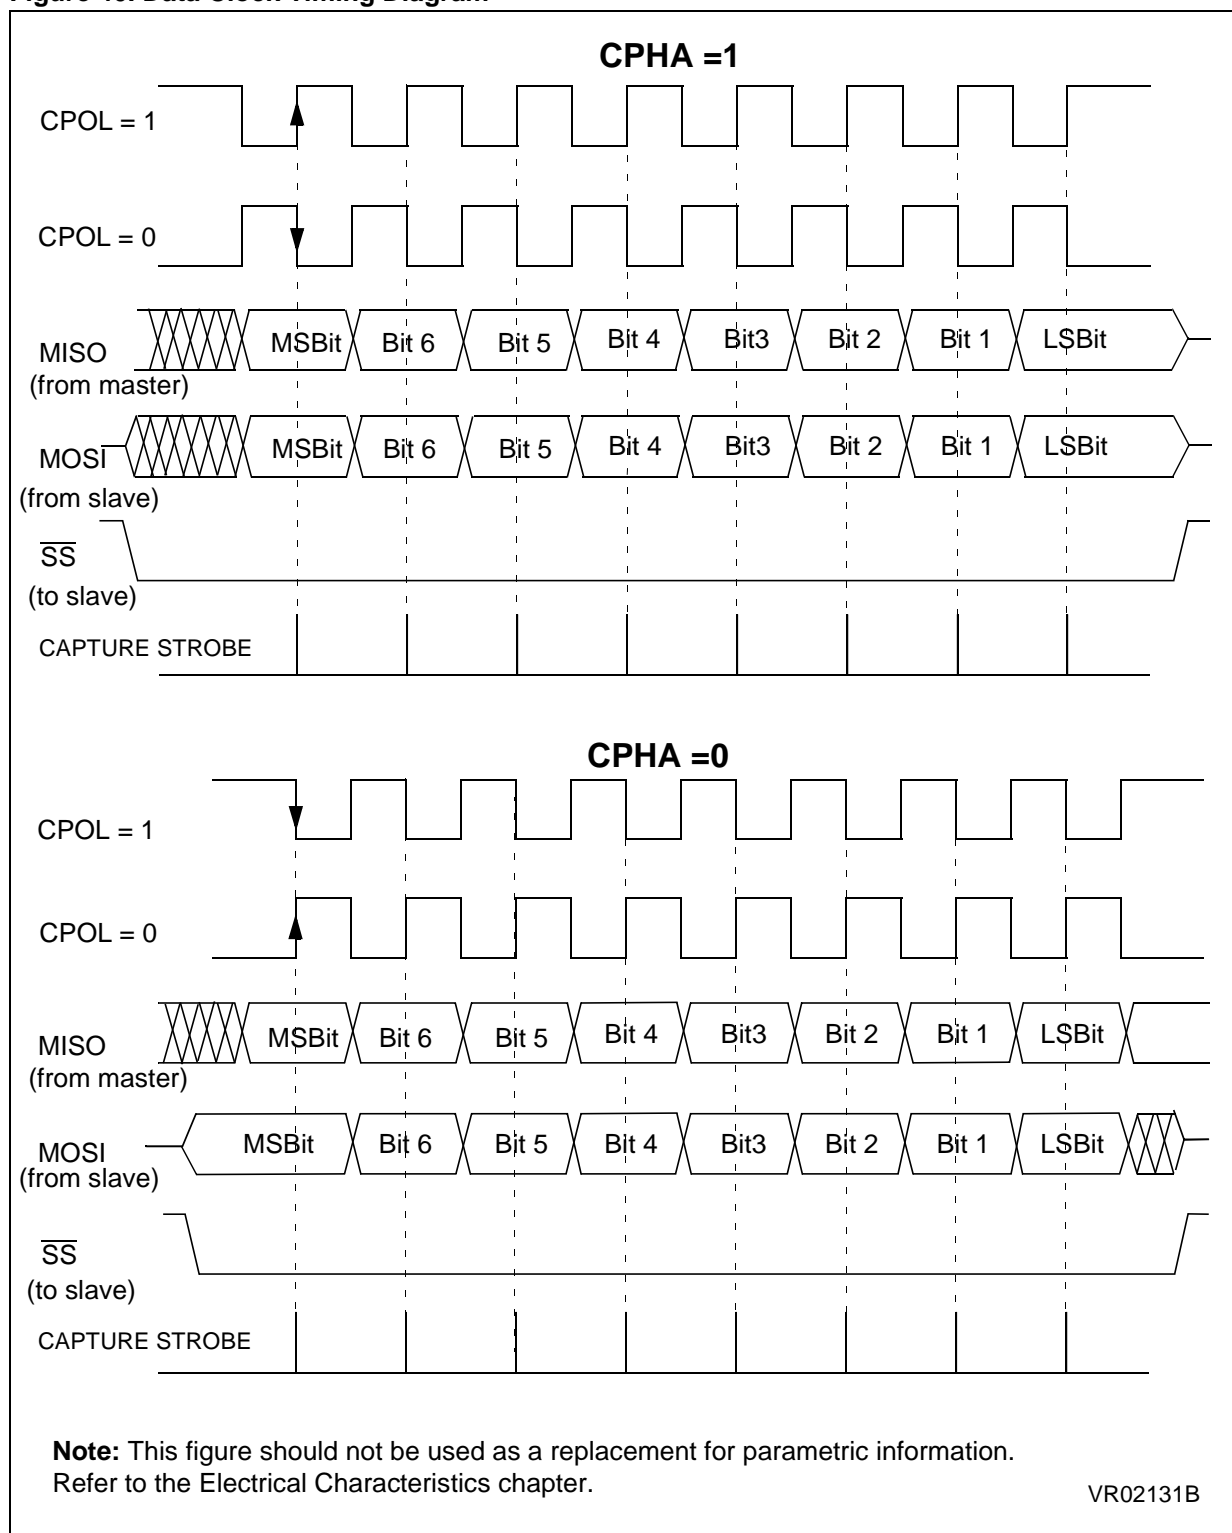 CPHA =1
CPOL = 1
CPOL = 0
MISO
(from master)
MSBit Bit 6 Bit 5 Bit 4 Bit3 Bit 2 Bit 1 LSBit
MOSI
(from slave)
MSBit Bit 6 Bit 5 Bit 4 Bit3 Bit 2 Bit 1 LSBit
SS
(to slave)
CAPTURE STROBE
CPHA =0
CPOL = 1
CPOL = 0
MISO
(from master)
MSBit Bit 6 Bit 5 Bit 4 Bit3 Bit 2 Bit 1 LSBit
MOSI
(from slave)
MSBit Bit 6 Bit 5 Bit 4 Bit3 Bit 2 Bit 1 LSBit
SS
(to slave)
CAPTURE STROBE
Note: This figure should not be used as a replacement for parametric information.
Refer to the Electrical Characteristics chapter.
VR02131B